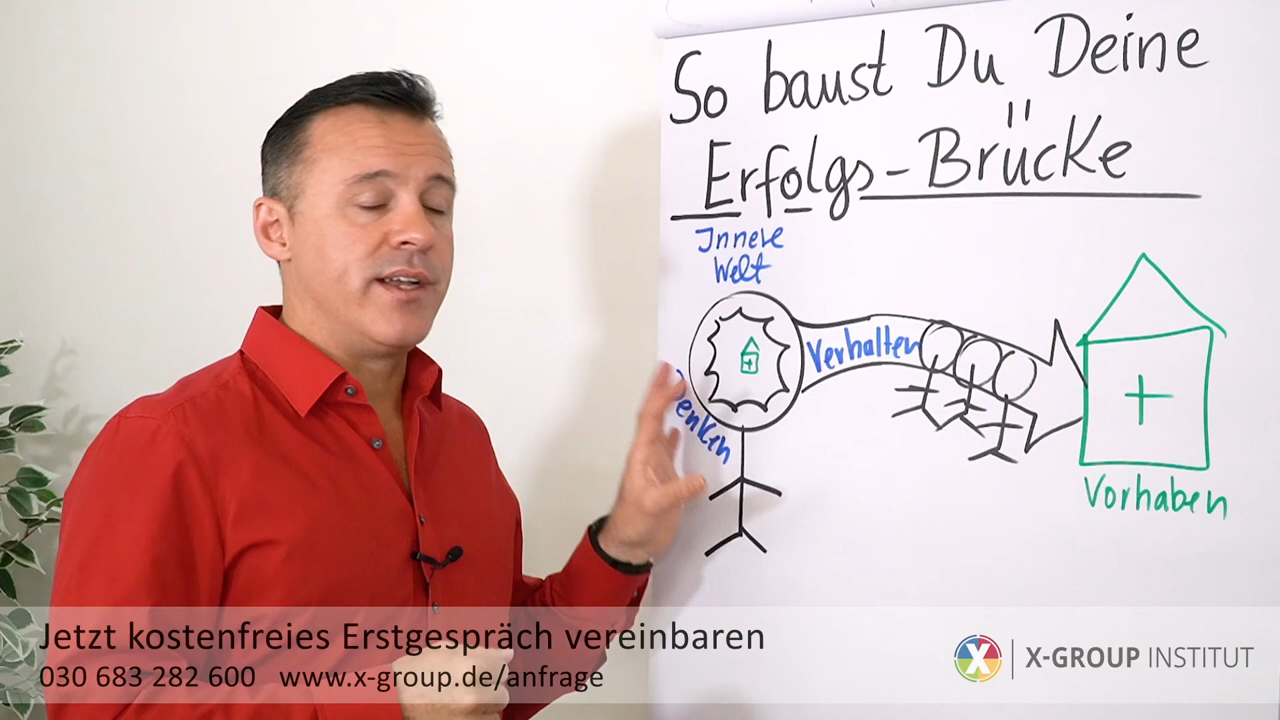 So baust Du Deine
Erfolgs-Brücke
Innere
Welt
Verhalten
Denken
Vorhaben
Jetzt kostenfreies Erstgespräch vereinbaren
030 683 282 600 www.x-group.de/anfrage
X X-GROUP INSTITUT